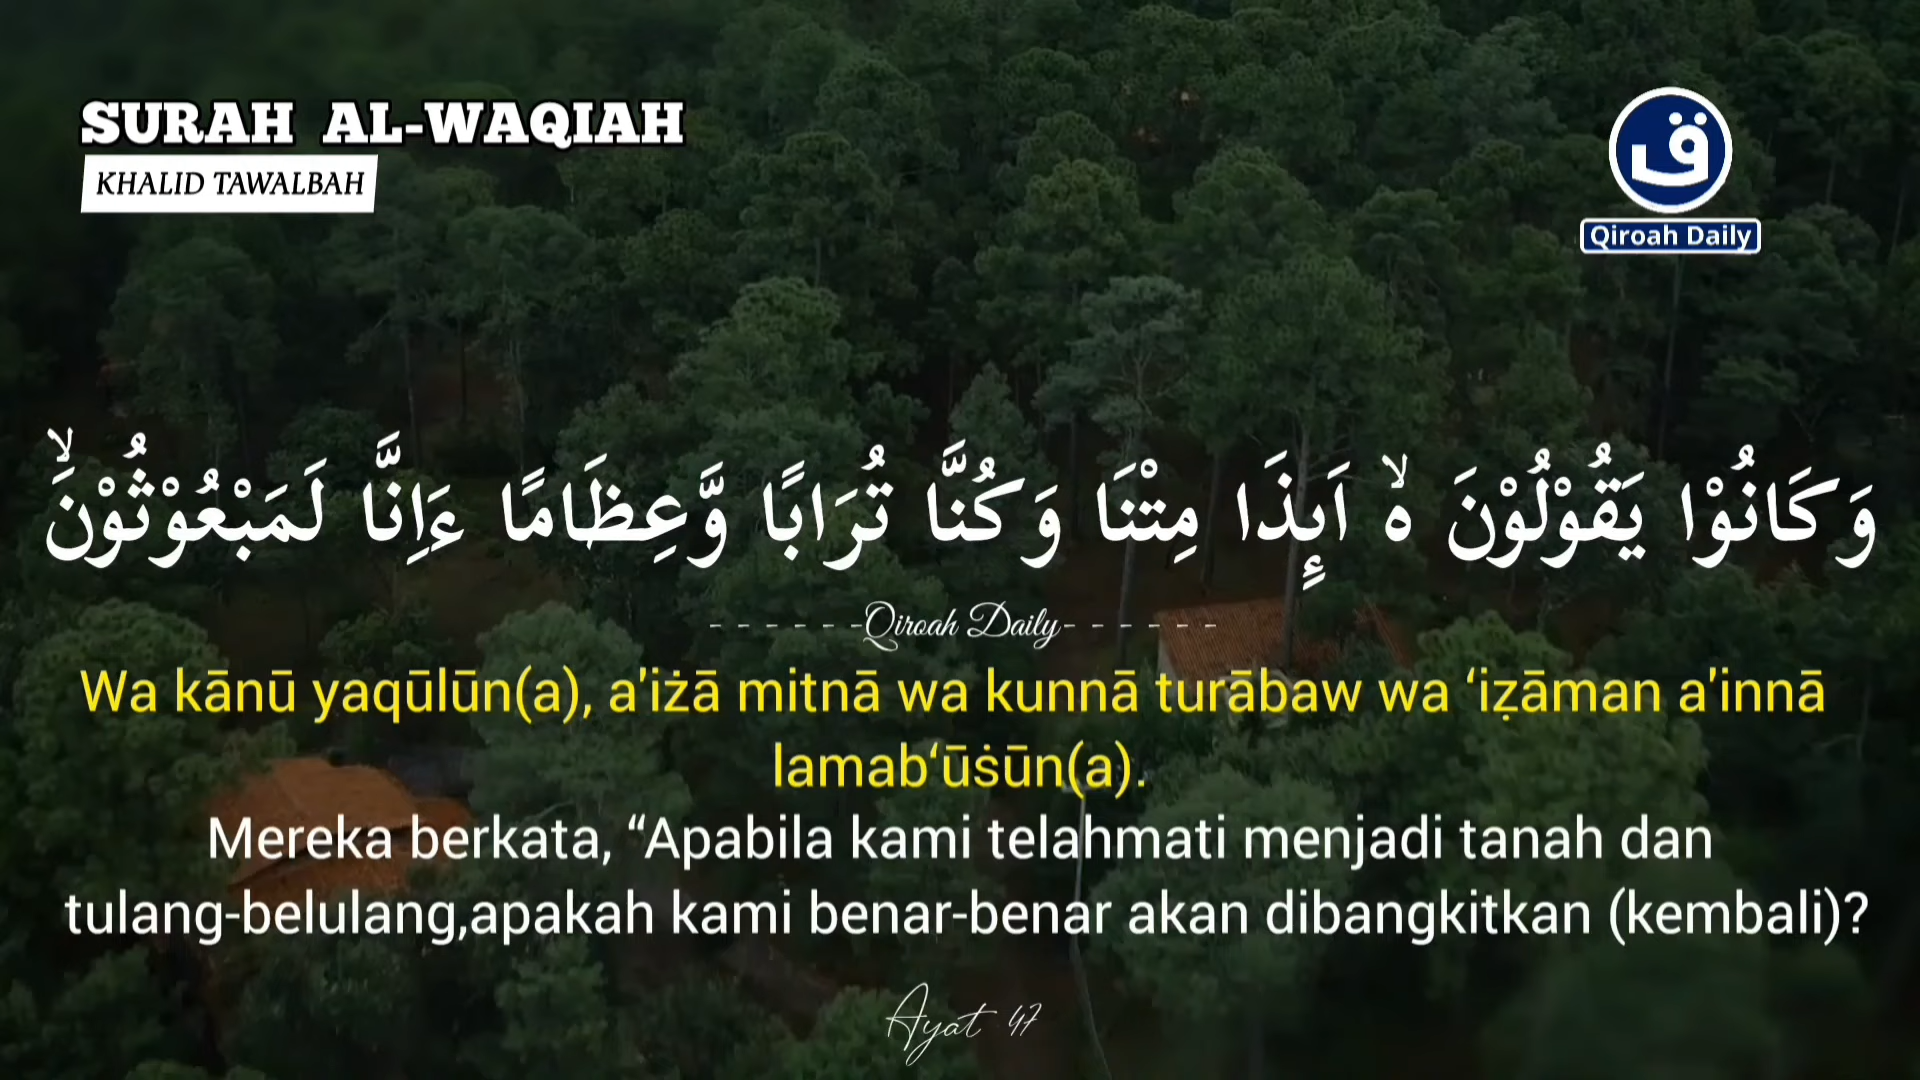 SURAH AL-WAQIAH
KHALID TAWALBAH
ق
Qiroah Daily
وَكَانُوْا يَقُوْلُوْنَ ەۙ اَىِٕذَا مِتْنَا وَكُنَّا تُرَابًا وَّعِظَامًا ءَاِنَّا لَمَبْعُوْثُوْنَۙ
- - - - - -Qiroah Daily- - - - - -
Wa kānū yaqūlūn(a), a'iżā mitnā wa kunnā turābaw wa ‘iẓāman a'innā
lamab‘ūṡūn(a).
Mereka berkata, “Apabila kami telahmati menjadi tanah dan
tulang-belulang,apakah kami benar-benar akan dibangkitkan (kembali)?
Ayat 47